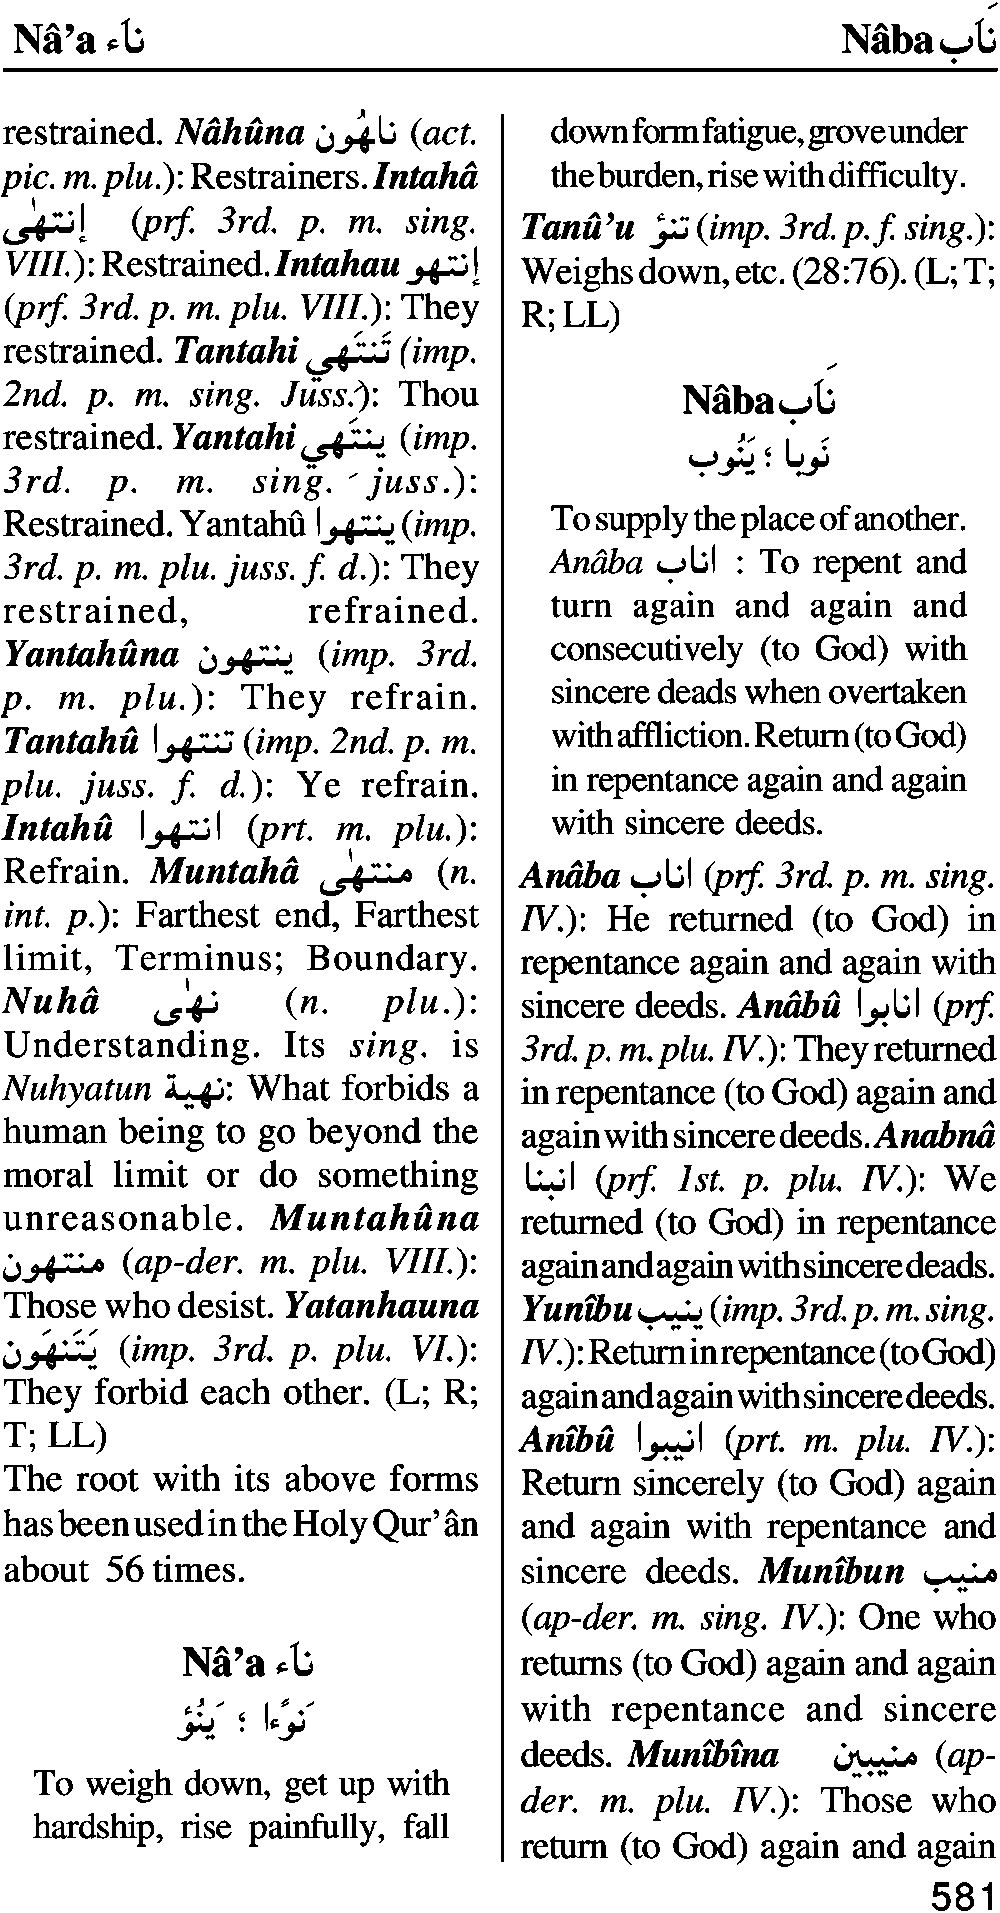 Nâ’a ناء
Nâba نَاب
restrained. Nâhûna ناهُون (act.
pic. m. plu.): Restrainers. Intahâ
إنتهٰى (prf. 3rd. p. m. sing.
VIII.): Restrained. Intahau إنتهو
(prf. 3rd. p. m. plu. VIII.): They
restrained. Tantahi تَنتَهي (imp.
2nd. p. m. sing. Juss.): Thou
restrained. Yantahi ينتَهي (imp.
3rd. p. m. sing. juss.):
Restrained. Yantahû ينتهوا (imp.
3rd. p. m. plu. juss. f. d.): They
restrained, refrained.
Yantahûna ينتهون (imp. 3rd.
p. m. plu.): They refrain.
Tantahû تنتهوا (imp. 2nd. p. m.
plu. juss. f. d.): Ye refrain.
Intahû انتهوا (prt. m. plu.):
Refrain. Muntahâ منتهٰى (n.
int. p.): Farthest end, Farthest
limit, Terminus; Boundary.
Nuhâ نهٰى (n. plu.):
Understanding. Its sing. is
Nuhyatun نهية: What forbids a
human being to go beyond the
moral limit or do something
unreasonable. Muntahûna
منتهون (ap-der. m. plu. VIII.):
Those who desist. Yatanhauna
يَتَنهَون (imp. 3rd. p. plu. VI.):
They forbid each other. (L; R;
T; LL)
The root with its above forms
has been used in the Holy Qur’ân
about 56 times.
Nâ’a ناء
نَوًءا ؛ يَنُؤ
To weigh down, get up with
hardship, rise painfully, fall
down form fatigue, grove under
the burden, rise with difficulty.
Tanû’u تنؤ (imp. 3rd. p. f. sing.):
Weighs down, etc. (28:76). (L; T;
R; LL)
Nâba نَاب
نَوبا ؛ يَنُوب
To supply the place of another.
Anâba اناب : To repent and
turn again and again and
consecutively (to God) with
sincere deads when overtaken
with affliction. Return (to God)
in repentance again and again
with sincere deeds.
Anâba اناب (prf. 3rd. p. m. sing.
IV.): He returned (to God) in
repentance again and again with
sincere deeds. Anâbû انابوا (prf.
3rd. p. m. plu. IV.): They returned
in repentance (to God) again and
again with sincere deeds. Anabnâ
انبنا (prf. 1st. p. plu. IV.): We
returned (to God) in repentance
again and again with sincere deads.
Yunîbu ينيب (imp. 3rd. p. m. sing.
IV.): Return in repentance (to God)
again and again with sincere deeds.
Anîbû انيبوا (prt. m. plu. IV.):
Return sincerely (to God) again
and again with repentance and
sincere deeds. Munîbun منيب
(ap-der. m. sing. IV.): One who
returns (to God) again and again
with repentance and sincere
deeds. Munîbîna منيبين (ap-
der. m. plu. IV.): Those who
return (to God) again and again
581